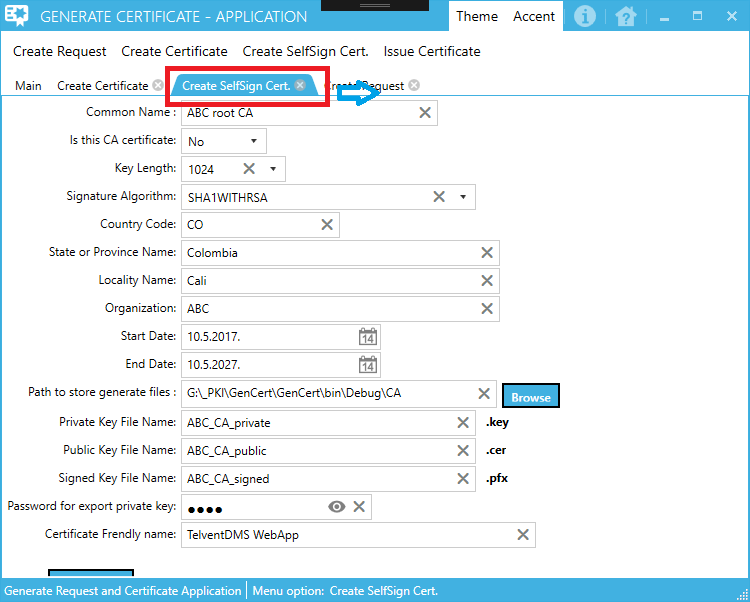 GENERATE CERTIFICATE - APPLICATION Theme Accent
Create Request Create Certificate Create SelfSign Cert. Issue Certificate
Main Create Certificate Create SelfSign Cert. Create Request
Common Name : ABC root CA
Is this CA certificate: No
Key Length: 1024
Signature Algorithm: SHA1WITHRSA
Country Code: CO
State or Province Name: Colombia
Locality Name: Cali
Organization: ABC
Start Date: 10.5.2017. 14
End Date: 10.5.2027. 14
Path to store generate files : G:\_PKI\GenCert\GenCert\bin\Debug\CA Browse
Private Key File Name: ABC_CA_private .key
Public Key File Name: ABC_CA_public .cer
Signed Key File Name: ABC_CA_signed .pfx
Password for export private key: ●●●●
Certificate Frendly name: TelventDMS WebApp
Generate Request and Certificate Application Menu option: Create SelfSign Cert.